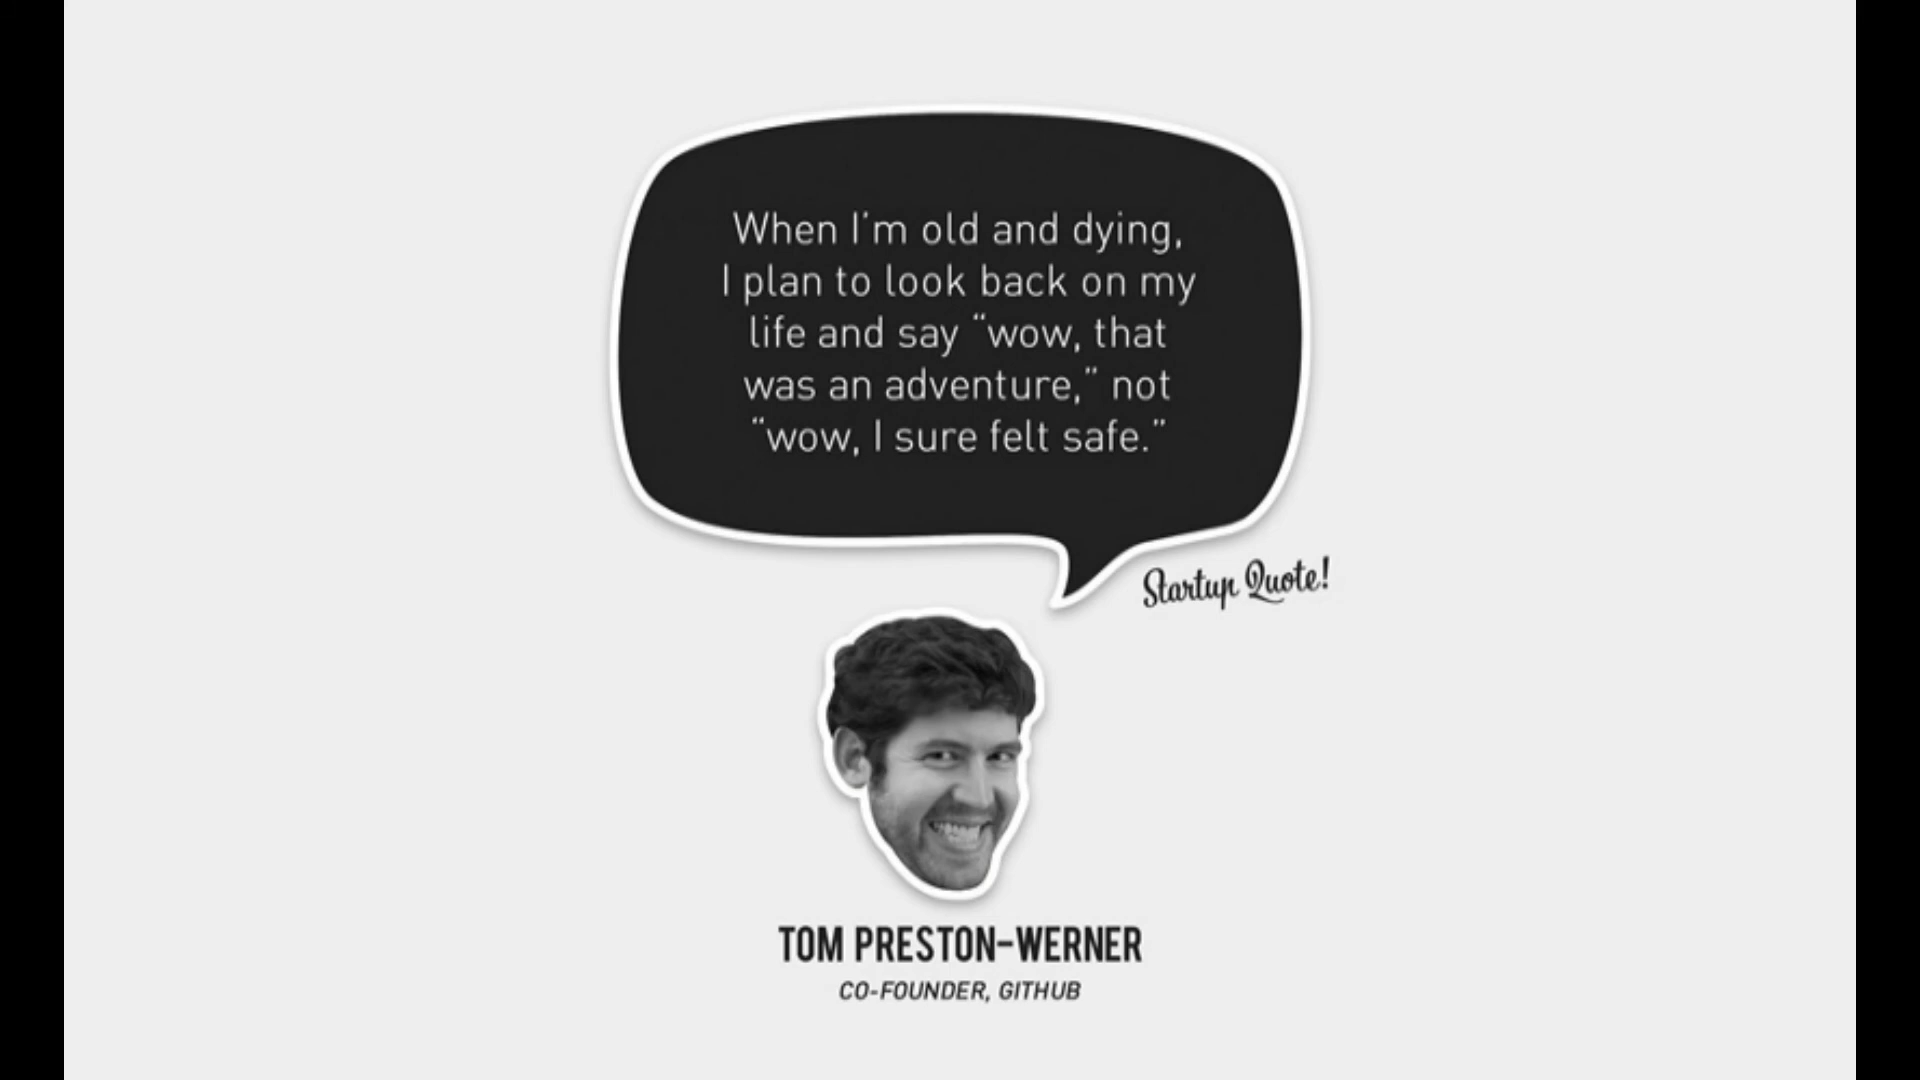 When I’m old and dying,
I plan to look back on my
life and say “wow, that
was an adventure,” not
“wow, I sure felt safe.”
Startup Quote!
TOM PRESTON-WERNER
CO-FOUNDER, GITHUB